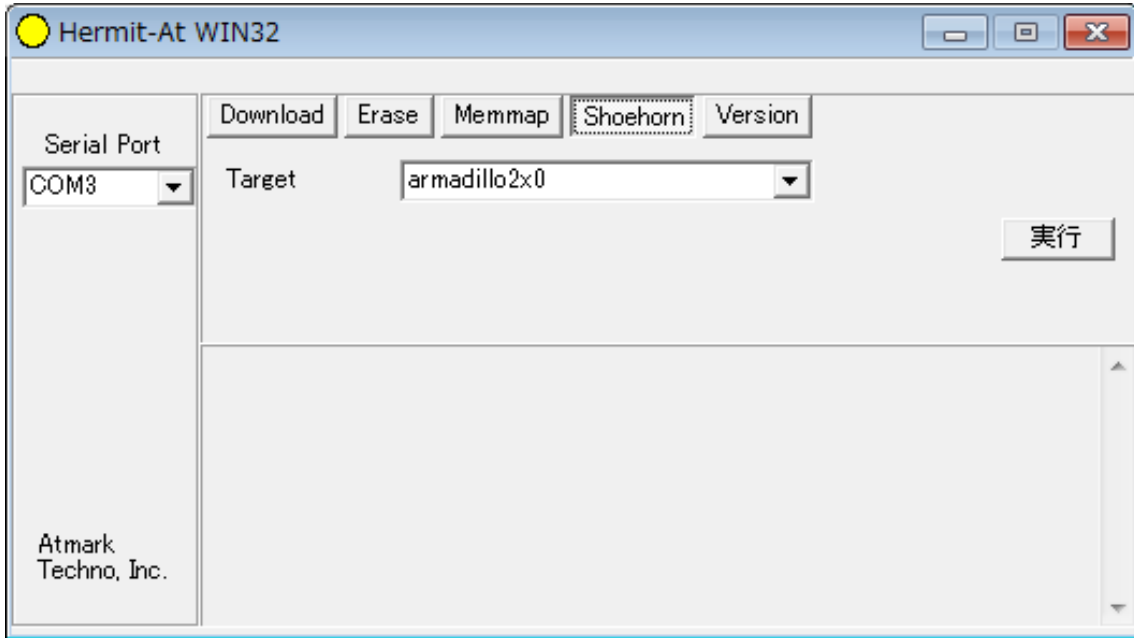 Hermit-At WIN32
Download Erase Memmap Shoehorn Version
Serial Port
COM3
Target armadillo2x0
実行
Atmark
Techno, Inc.